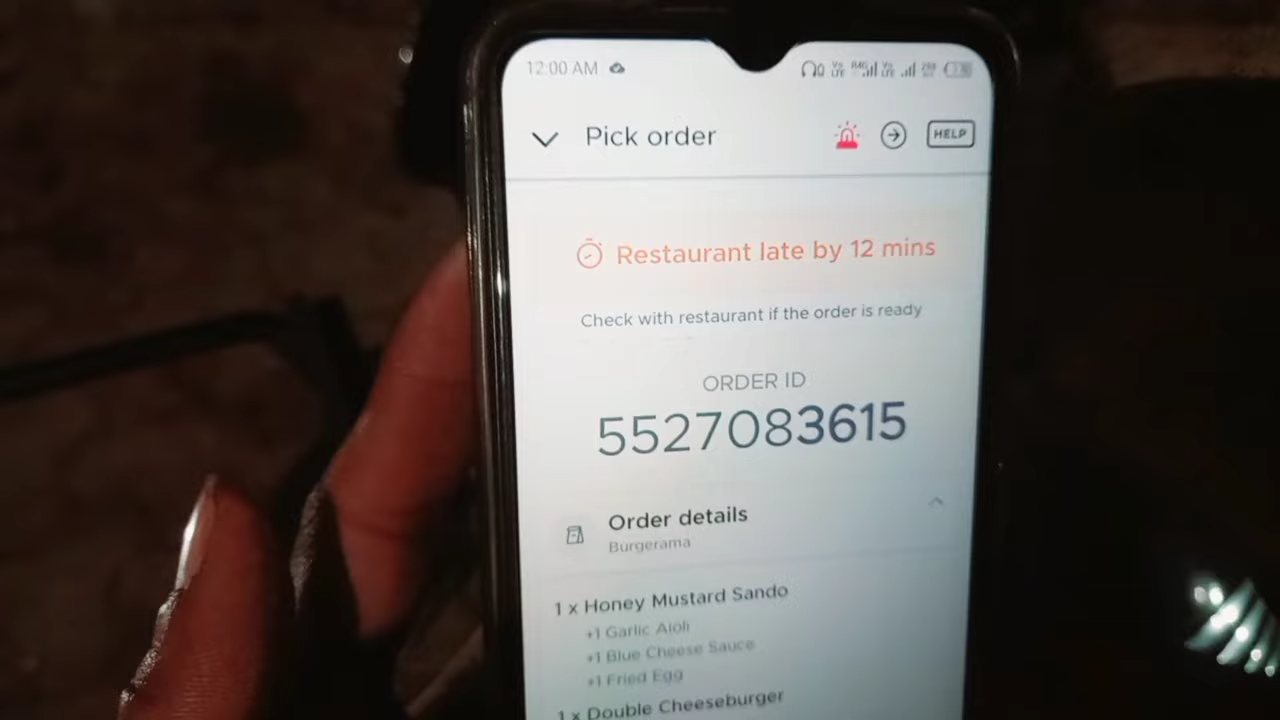 12:00 AM
Pick order
HELP
Restaurant late by 12 mins
Check with restaurant if the order is ready
ORDER ID
5527083615
Order details
Burgerama
1 x Honey Mustard Sando
+1 Garlic Aioli
+1 Blue Cheese Sauce
+1 Fried Egg
1 x Double Cheeseburger